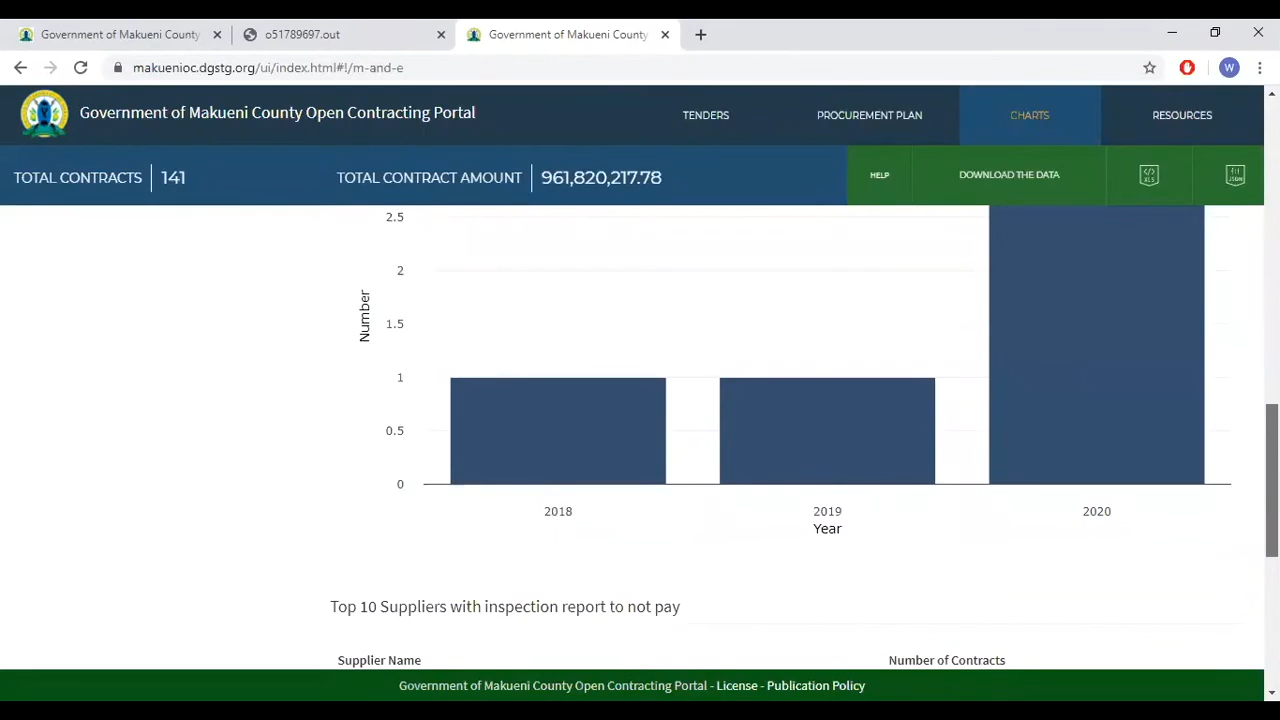 Government of Makueni County
o51789697.out
Government of Makueni County
makuenioc.dgstg.org/ui/index.html#!/m-and-e
W
Government of Makueni County Open Contracting Portal
TENDERS
PROCUREMENT PLAN
CHARTS
RESOURCES
TOTAL CONTRACTS 141
TOTAL CONTRACT AMOUNT 961,820,217.78
HELP
DOWNLOAD THE DATA
XLS
JSON
2.5
2
1.5
1
0.5
0
Number
2018
2019
2020
Year
Top 10 Suppliers with inspection report to not pay
Supplier Name
Number of Contracts
Government of Makueni County Open Contracting Portal - License - Publication Policy